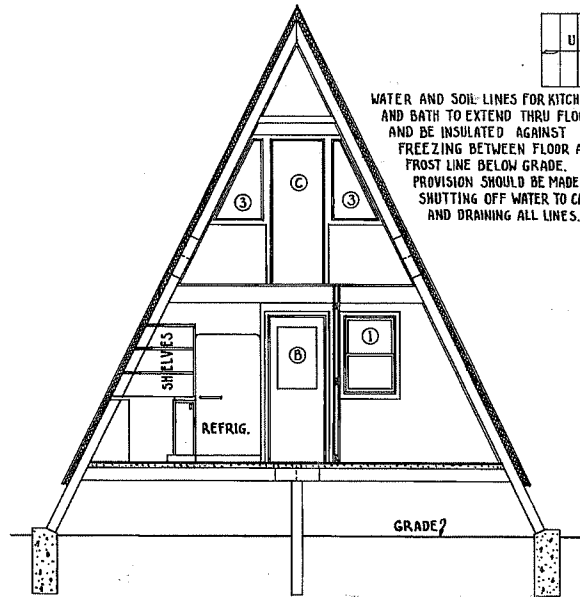 U
WATER AND SOIL LINES FOR KITCH
AND BATH TO EXTEND THRU FLOO
AND BE INSULATED AGAINST
FREEZING BETWEEN FLOOR A
FROST LINE BELOW GRADE.
PROVISION SHOULD BE MADE
SHUTTING OFF WATER TO CA
AND DRAINING ALL LINES.
C
3
3
1
B
SHELVES
REFRIG.
GRADE